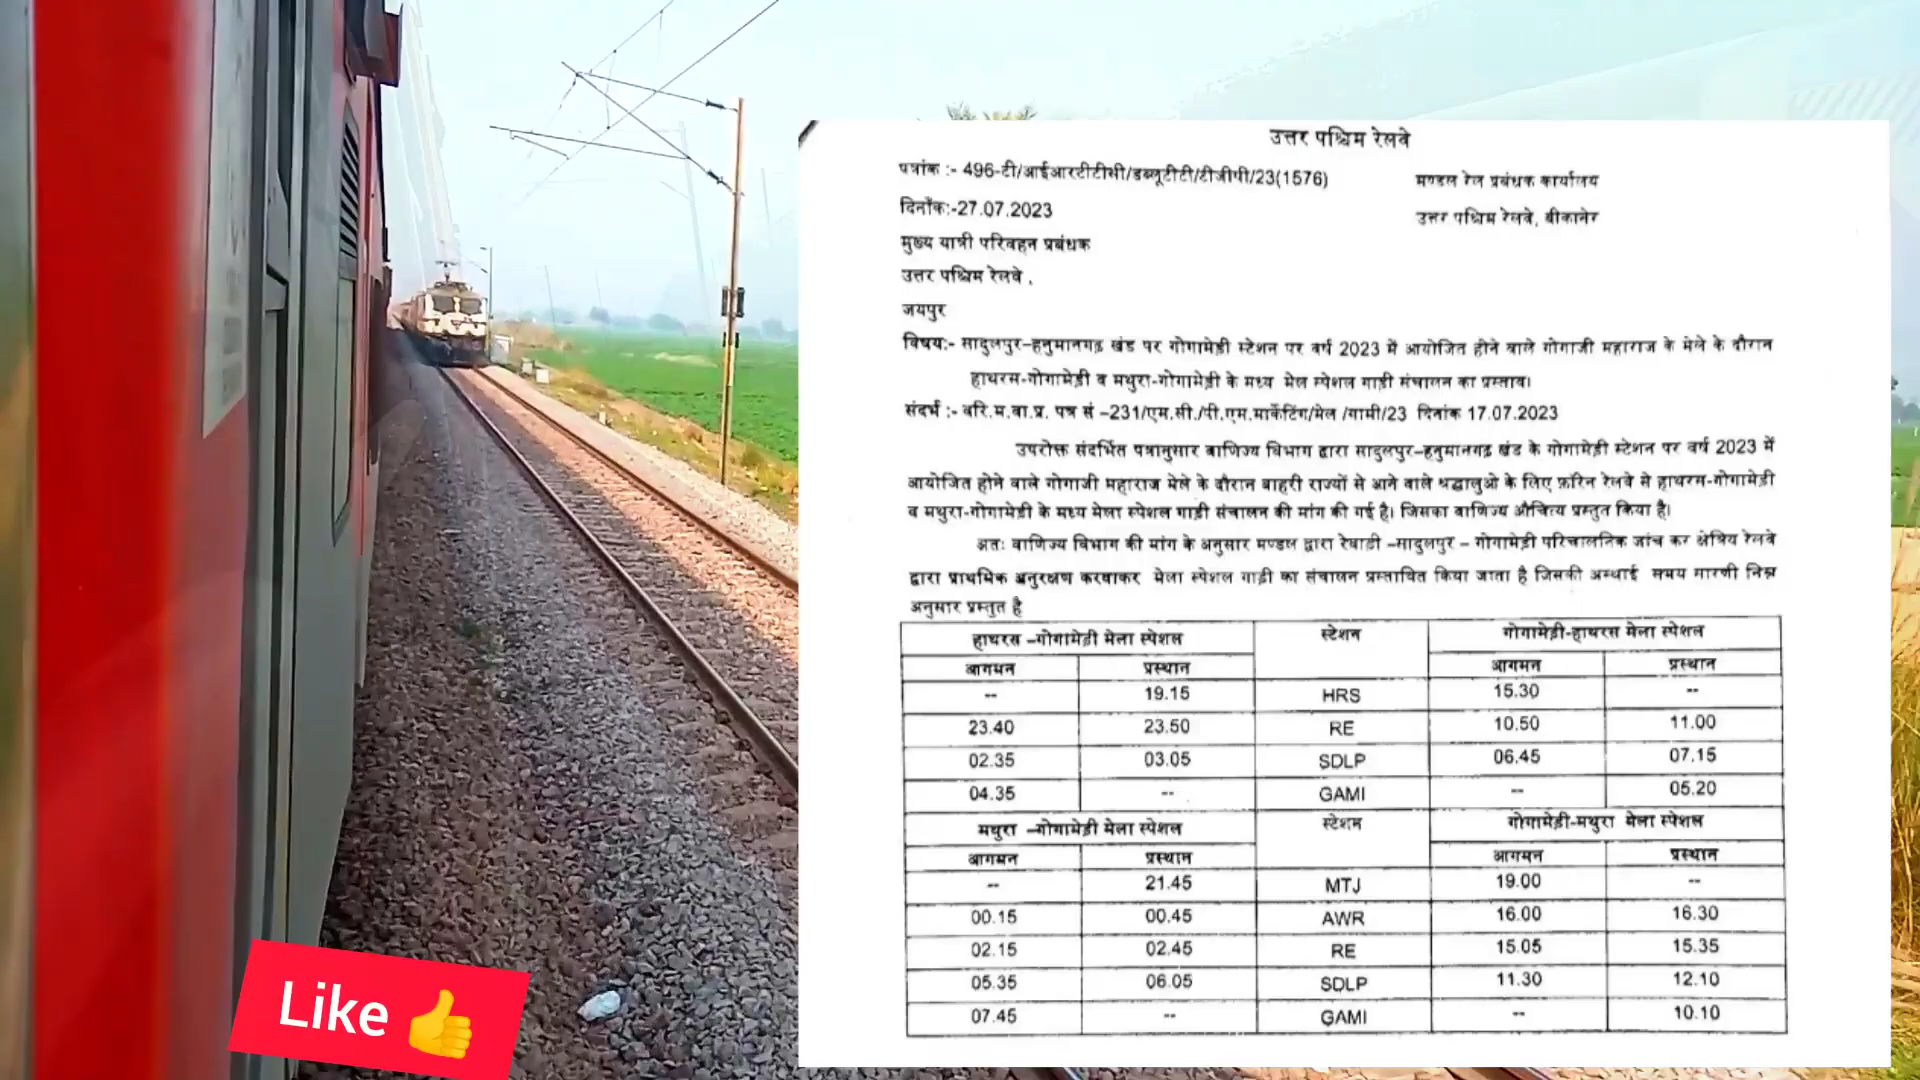 उत्तर पश्चिम रेलवे
पत्रांक :- 496-टी/आईआरटीटीसी/डब्लूटीटी/टीजीपी/23(1576)
मण्डल रेल प्रबंधक कार्यालय
दिनाँक:-27.07.2023
उत्तर पश्चिम रेलवे, बीकानेर
मुख्य यात्री परिवहन प्रबंधक
उत्तर पश्चिम रेलवे ,
जयपुर
विषय:- सादुलपुर–हनुमानगढ़ खंड पर गोगामेड़ी स्टेशन पर वर्ष 2023 में आयोजित होने वाले गोगाजी महाराज के मेले के दौरान
हाथरस-गोगामेड़ी व मथुरा-गोगामेड़ी के मध्य मेल स्पेशल गाड़ी संचालन का प्रस्ताव।
संदर्भ :- वरि.म.वा.प्र. पत्र सं –231/एम.सी./पी.एम.मार्केटिंग/मेल /गामी/23 दिनांक 17.07.2023
उपरोक्त संदर्भित पत्रानुसार वाणिज्य विभाग द्वारा सादुलपुर–हनुमानगढ़ खंड के गोगामेड़ी स्टेशन पर वर्ष 2023 में
आयोजित होने वाले गोगाजी महाराज मेले के दौरान बाहरी राज्यों से आने वाले श्रद्धालुओ के लिए फ़ॉरेन रेलवे से हाथरस-गोगामेड़ी
व मथुरा-गोगामेड़ी के मध्य मेला स्पेशल गाड़ी संचालन की मांग की गई है। जिसका वाणिज्य औचित्य प्रस्तुत किया है।
अतः वाणिज्य विभाग की मांग के अनुसार मण्डल द्वारा रेवाड़ी –सादुलपुर – गोगामेड़ी परिचालनिक जांच कर क्षेत्रिय रेलवे
द्वारा प्राथमिक अनुरक्षण करवाकर मेला स्पेशल गाड़ी का संचालन प्रस्तावित किया जाता है जिसकी अस्थाई समय सारणी निम्न
अनुसार प्रस्तुत है
हाथरस –गोगामेड़ी मेला स्पेशल स्टेशन गोगामेड़ी-हाथरस मेला स्पेशल
आगमन प्रस्थान आगमन प्रस्थान
-- 19.15 HRS 15.30 --
23.40 23.50 RE 10.50 11.00
02.35 03.05 SDLP 06.45 07.15
04.35 -- GAMI -- 05.20
मथुरा –गोगामेड़ी मेला स्पेशल स्टेशन गोगामेड़ी-मथुरा मेला स्पेशल
आगमन प्रस्थान आगमन प्रस्थान
-- 21.45 MTJ 19.00 --
00.15 00.45 AWR 16.00 16.30
02.15 02.45 RE 15.05 15.35
05.35 06.05 SDLP 11.30 12.10
07.45 -- GAMI -- 10.10
Like 👍